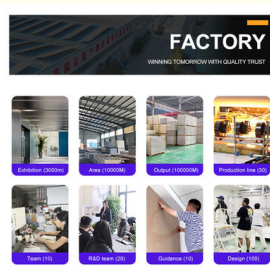 FACTORY
WINNING TOMORROW WITH QUALITY TRUST
Exhibition (3000m)
Area (10000M)
Output (100000M)
Production line (30)
Team (10)
R&D team (20)
Guidence (10)
Design (100)